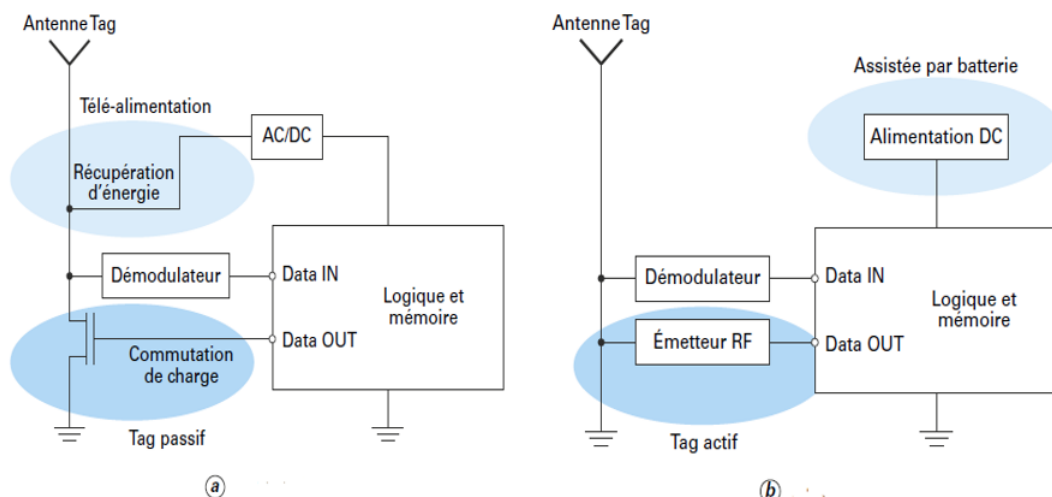 Antenne Tag
Télé-alimentation
AC/DC
Récupération
d'énergie
Démodulateur
Data IN
Logique et
mémoire
Data OUT
Commutation
de charge
Tag passif
a
Antenne Tag
Assistée par batterie
Alimentation DC
Démodulateur
Data IN
Logique et
mémoire
Émetteur RF
Data OUT
Tag actif
b